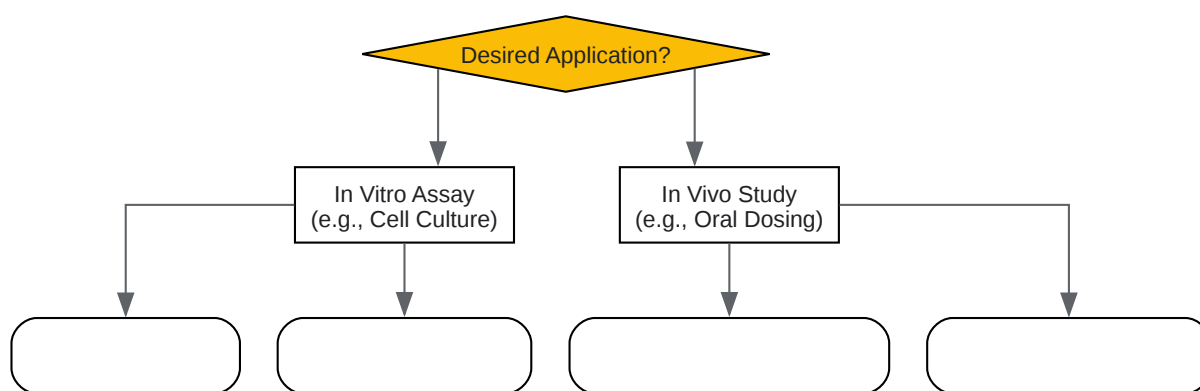 Desired Application?
In Vitro Assay
(e.g., Cell Culture)
In Vivo Study
(e.g., Oral Dosing)